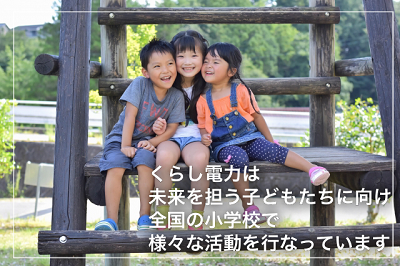 くらし電力は
未来を担う子どもたちに向け
全国の小学校で
様々な活動を行なっています